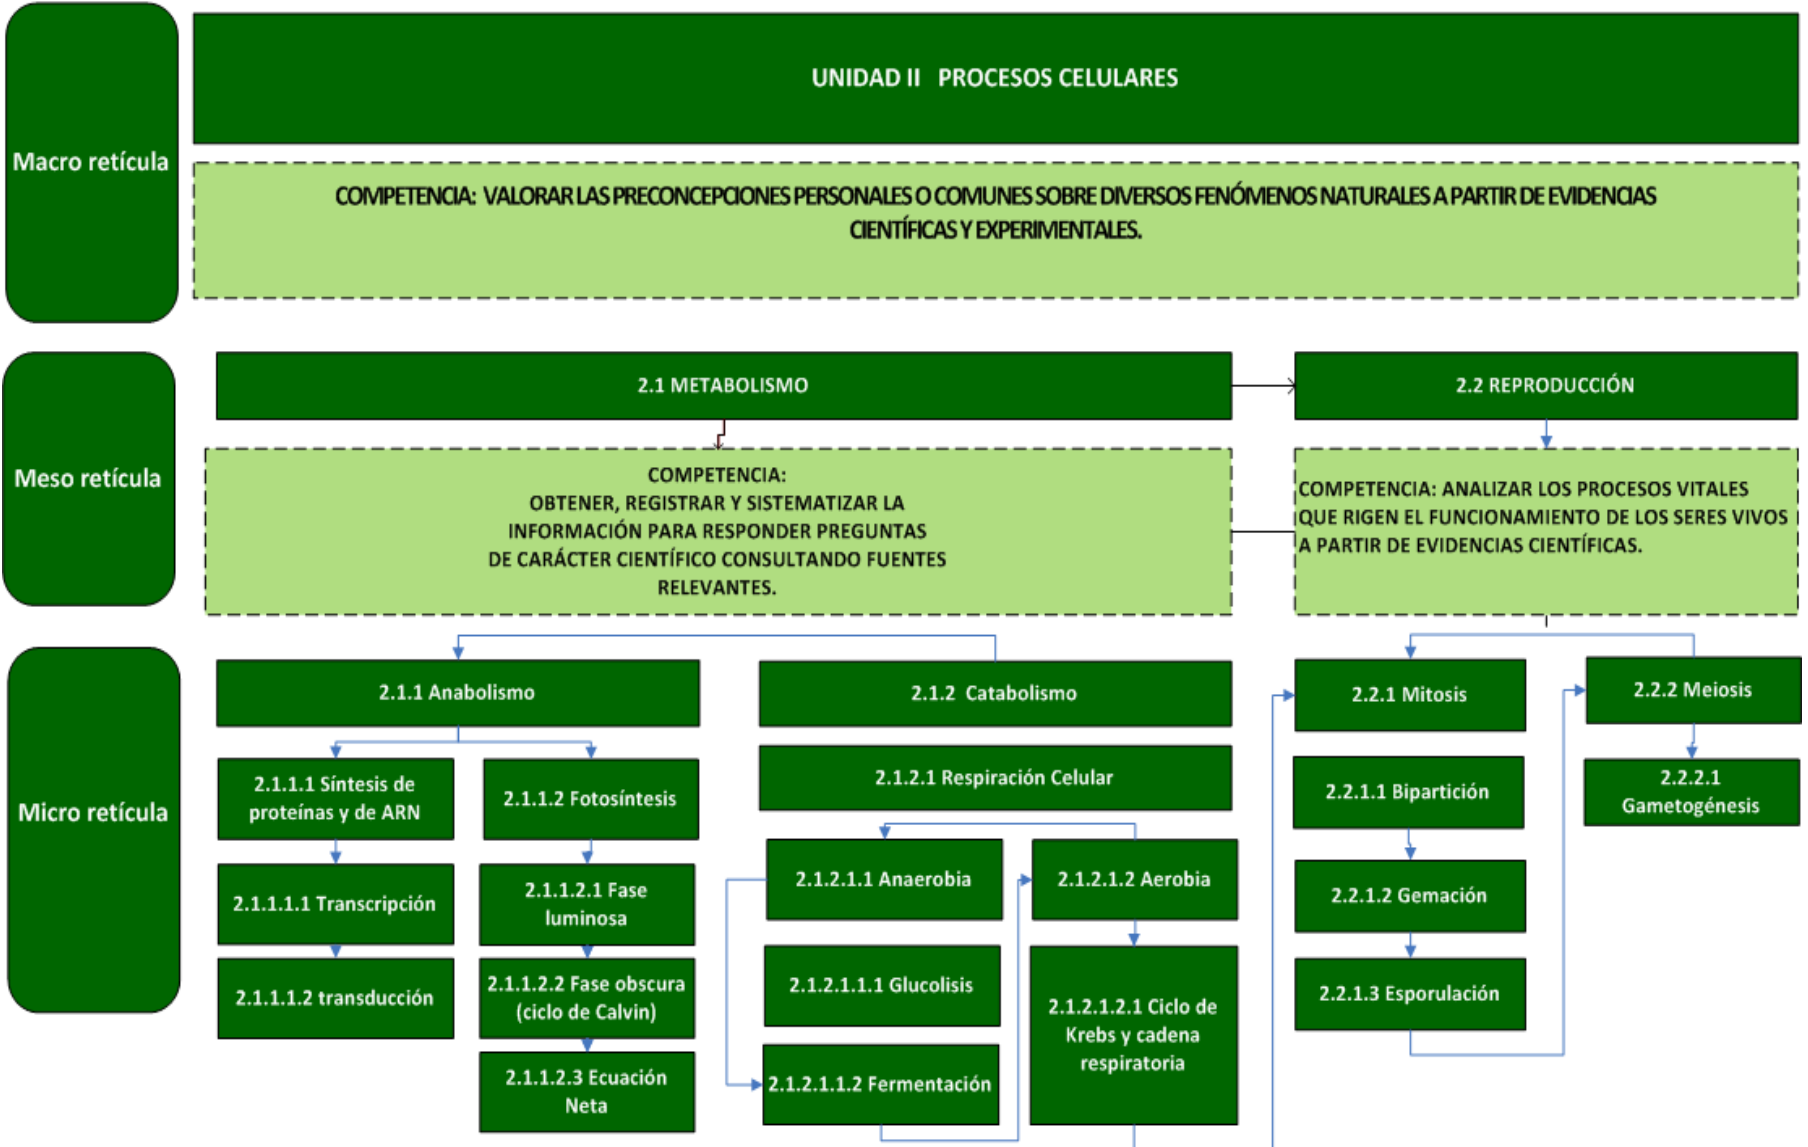 Macro retícula
UNIDAD II PROCESOS CELULARES
COMPETENCIA: VALORAR LAS PRECONCEPCIONES PERSONALES O COMUNES SOBRE DIVERSOS FENÓMENOS NATURALES A PARTIR DE EVIDENCIAS
CIENTÍFICAS Y EXPERIMENTALES.
Meso retícula
2.1 METABOLISMO
2.2 REPRODUCCIÓN
COMPETENCIA:
OBTENER, REGISTRAR Y SISTEMATIZAR LA
INFORMACIÓN PARA RESPONDER PREGUNTAS
DE CARÁCTER CIENTÍFICO CONSULTANDO FUENTES
RELEVANTES.
COMPETENCIA: ANALIZAR LOS PROCESOS VITALES
QUE RIGEN EL FUNCIONAMIENTO DE LOS SERES VIVOS
A PARTIR DE EVIDENCIAS CIENTÍFICAS.
Micro retícula
2.1.1 Anabolismo
2.1.1.1 Síntesis de
proteínas y de ARN
2.1.1.1.1 Transcripción
2.1.1.1.2 transducción
2.1.1.2 Fotosíntesis
2.1.1.2.1 Fase
luminosa
2.1.1.2.2 Fase obscura
(ciclo de Calvin)
2.1.1.2.3 Ecuación
Neta
2.1.2 Catabolismo
2.1.2.1 Respiración Celular
2.1.2.1.1 Anaerobia
2.1.2.1.1.1 Glucolisis
2.1.2.1.1.2 Fermentación
2.1.2.1.2 Aerobia
2.1.2.1.2.1 Ciclo de
Krebs y cadena
respiratoria
2.2.1 Mitosis
2.2.1.1 Bipartición
2.2.1.2 Gemación
2.2.1.3 Esporulación
2.2.2 Meiosis
2.2.2.1
Gametogénesis